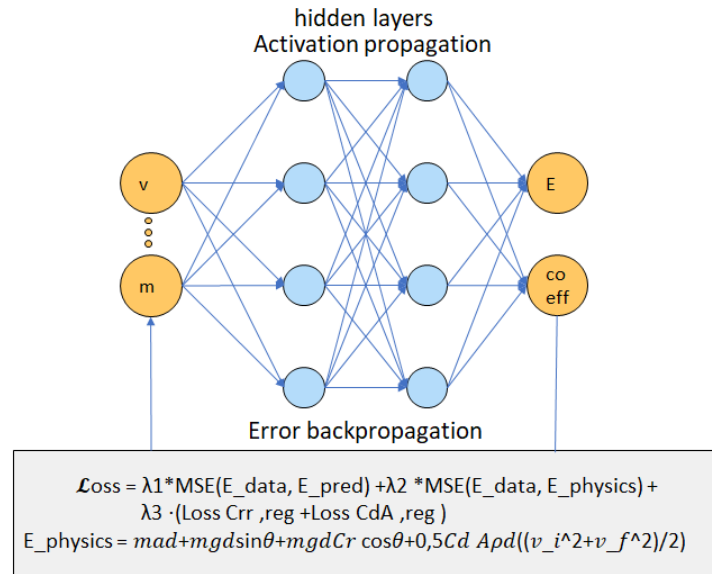 hidden layers
Activation propagation
v
E
m
co
eff
Error backpropagation
ℒoss = λ1*MSE(E_data, E_pred) +λ2 *MSE(E_data, E_physics) +
λ3 ·(Loss Crr ,reg +Loss CdA ,reg )
E_physics = 𝑚𝑎𝑑+𝑚𝑔𝑑sin𝜃+𝑚𝑔𝑑𝐶𝑟 cos𝜃+0,5𝐶𝑑 𝐴𝜌𝑑((𝑣_𝑖^2+𝑣_𝑓^2)/2)